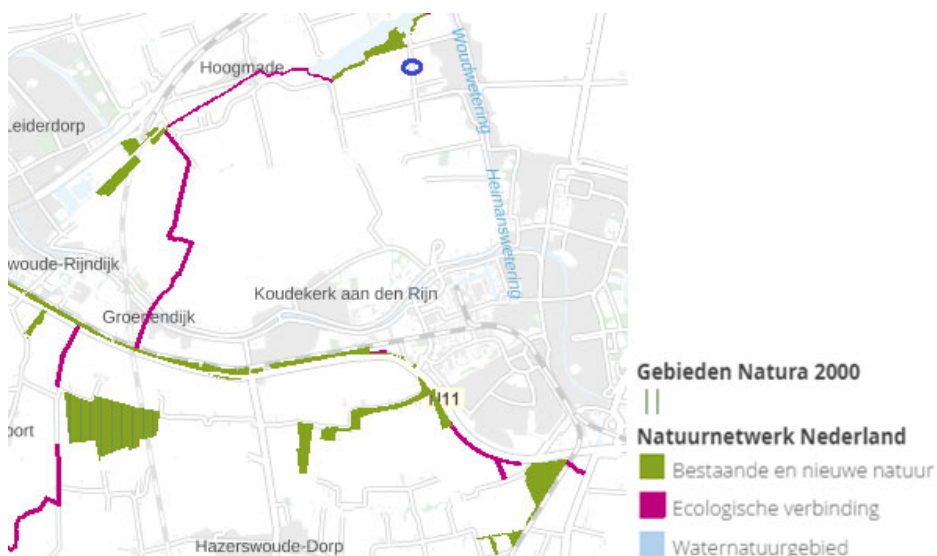 Hoogmade
Woudwetering
Leiderdorp
Heimanswetering
woude-Rijndijk
Koudekerk aan den Rijn
Groenendijk
N11
oort
Hazerswoude-Dorp
Gebieden Natura 2000
Natuurnetwerk Nederland
Bestaande en nieuwe natuur
Ecologische verbinding
Waternatuurgebied